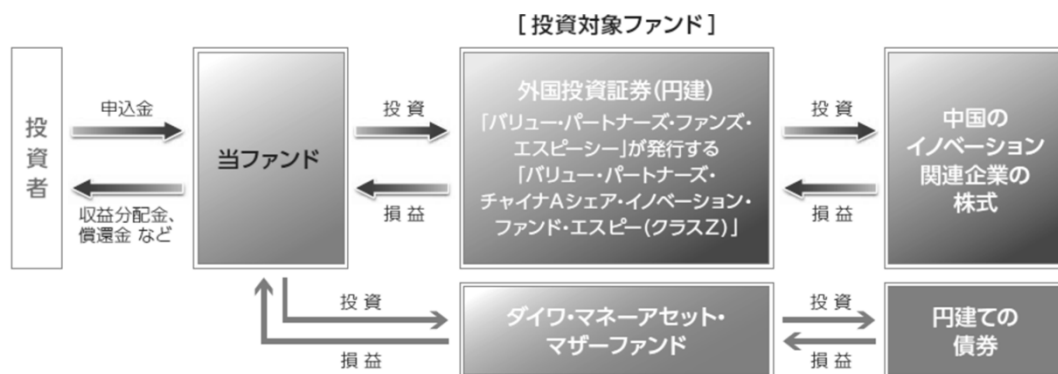 [投資対象ファンド]
投資者
申込金
収益分配金、
償還金 など
当ファンド
投 資
損 益
外国投資証券(円建)
「バリュー・パートナーズ・ファンズ・
エスピーシー」が発行する
「バリュー・パートナーズ・
チャイナAシェア・イノベーション・
ファンド・エスピー(クラスZ)」
投 資
損 益
中国の
イノベーション
関連企業の
株式
投 資
損 益
ダイワ・マネーアセット・
マザーファンド
投 資
損 益
円建ての
債券